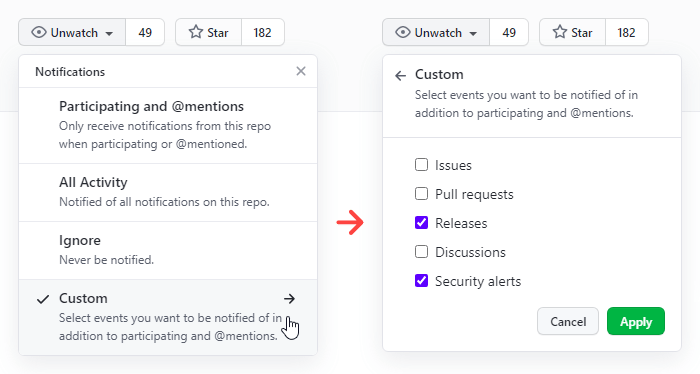 Unwatch 49 Star 182
Notifications
Participating and @mentions
Only receive notifications from this repo
when participating or @mentioned.
All Activity
Notified of all notifications on this repo.
Ignore
Never be notified.
Custom
Select events you want to be notified of in
addition to participating and @mentions.
Unwatch 49 Star 182
Custom
Select events you want to be notified of in
addition to participating and @mentions.
Issues
Pull requests
Releases
Discussions
Security alerts
Cancel Apply